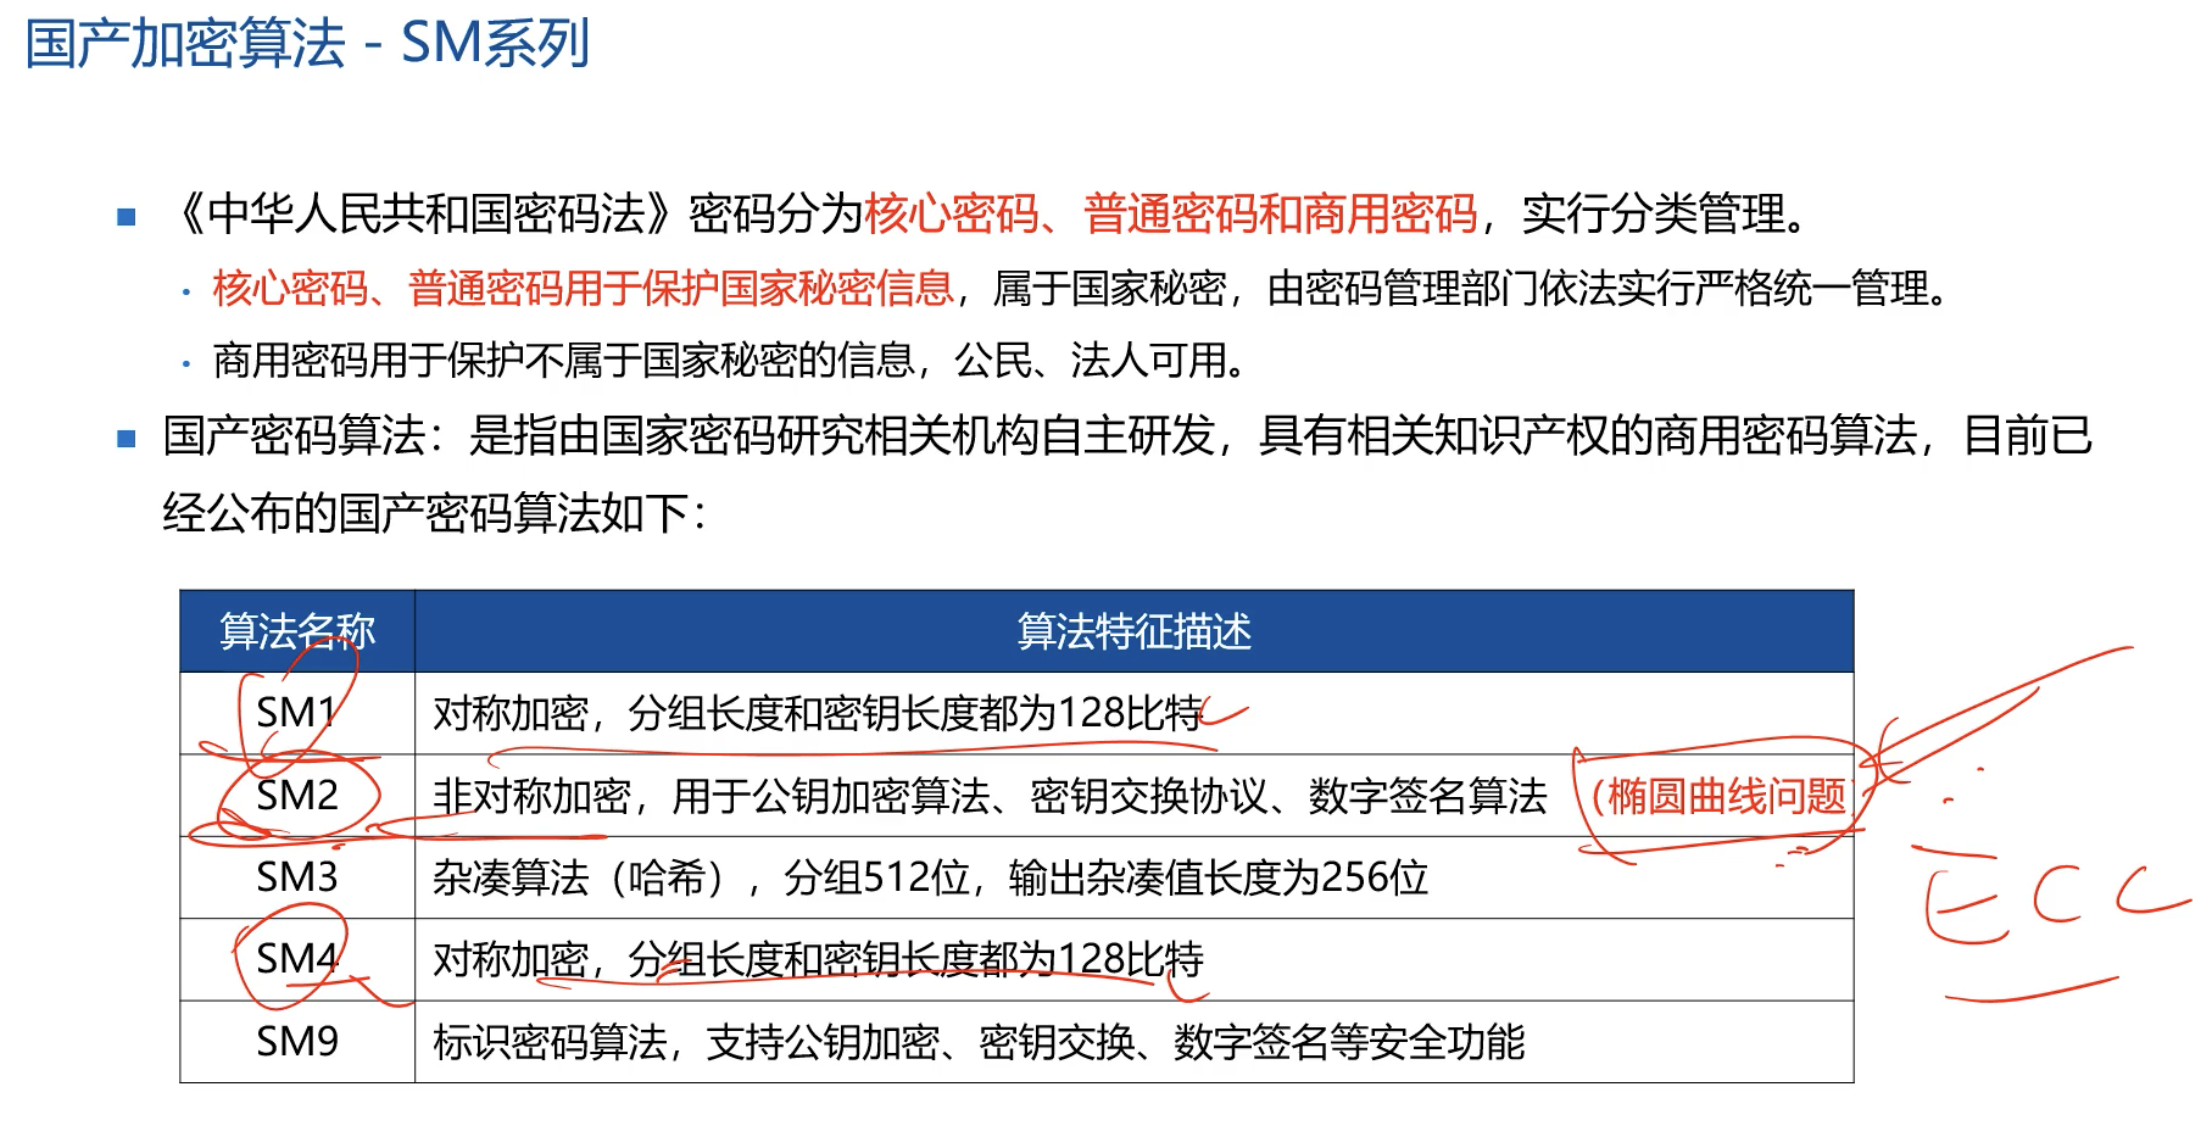 国产加密算法 - SM系列
《中华人民共和国密码法》密码分为核心密码、普通密码和商用密码，实行分类管理。
核心密码、普通密码用于保护国家秘密信息，属于国家秘密，由密码管理部门依法实行严格统一管理。
商用密码用于保护不属于国家秘密的信息，公民、法人可用。
国产密码算法：是指由国家密码研究相关机构自主研发，具有相关知识产权的商用密码算法，目前已
经公布的国产密码算法如下：
算法名称 算法特征描述
SM1 对称加密，分组长度和密钥长度都为128比特
SM2 非对称加密，用于公钥加密算法、密钥交换协议、数字签名算法（椭圆曲线问题）
SM3 杂凑算法（哈希），分组512位，输出杂凑值长度为256位
ECC
SM4 对称加密，分组长度和密钥长度都为128比特
SM9 标识密码算法，支持公钥加密、密钥交换、数字签名等安全功能